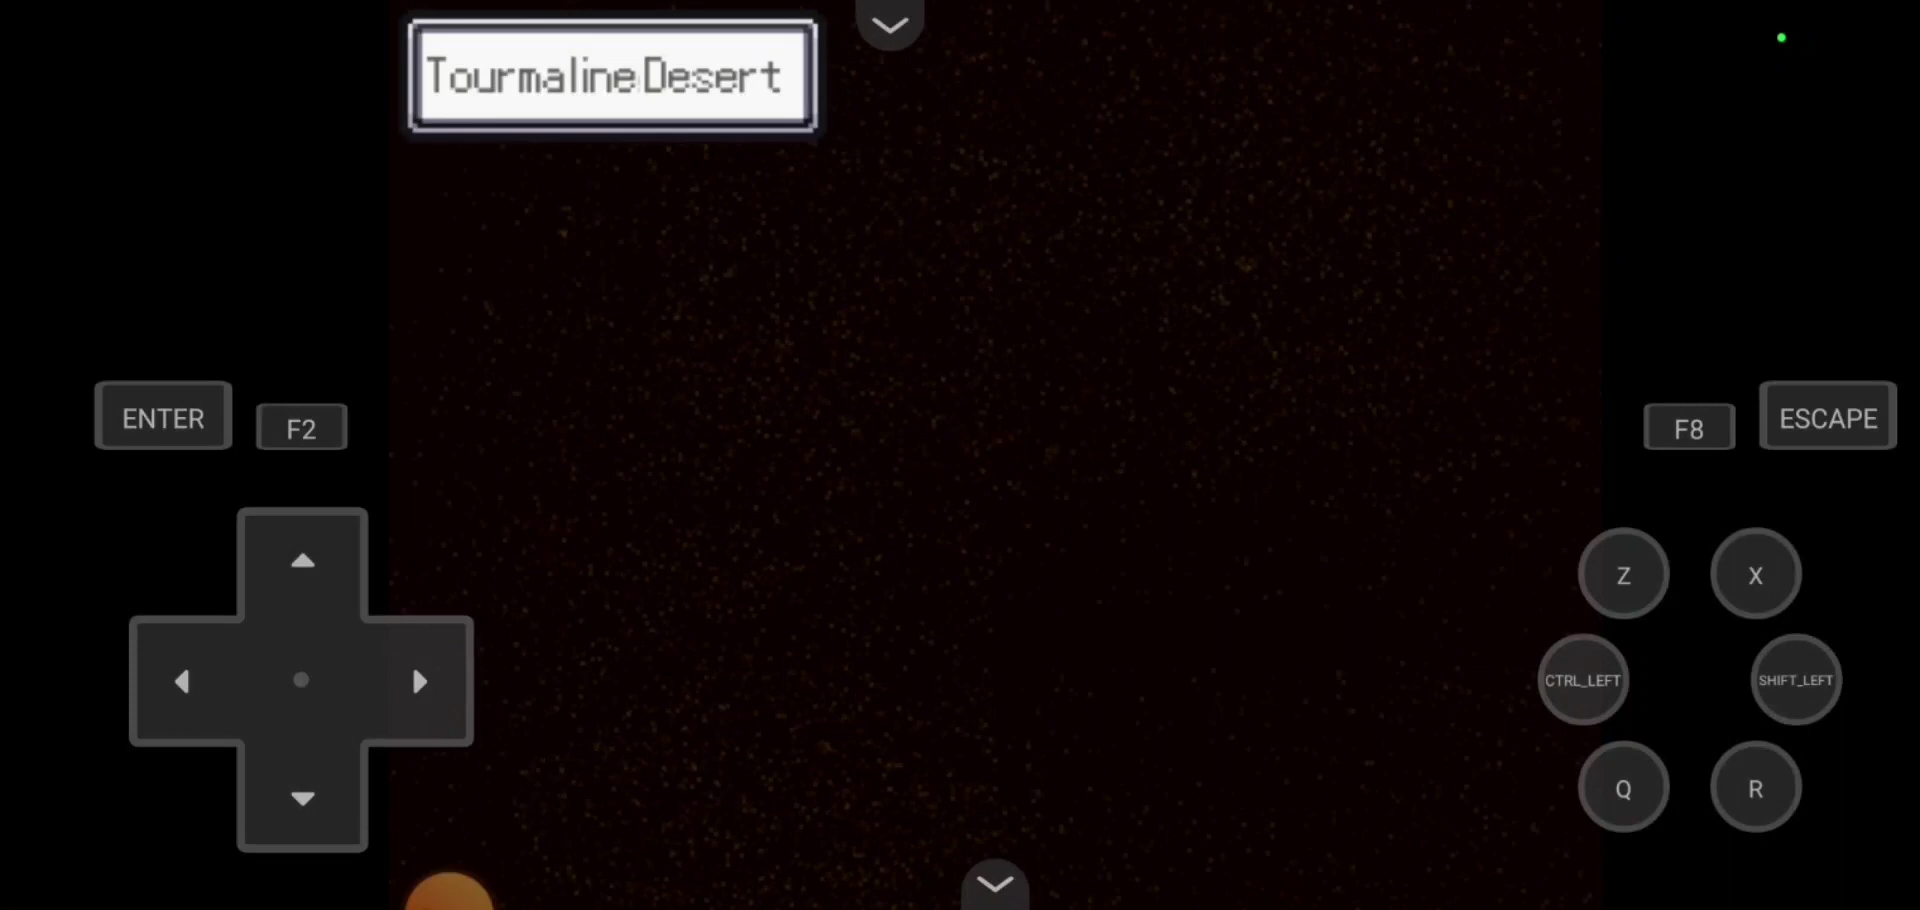 Tourmaline Desert
ENTER
F2
F8
ESCAPE
Z
X
CTRL_LEFT
SHIFT_LEFT
Q
R